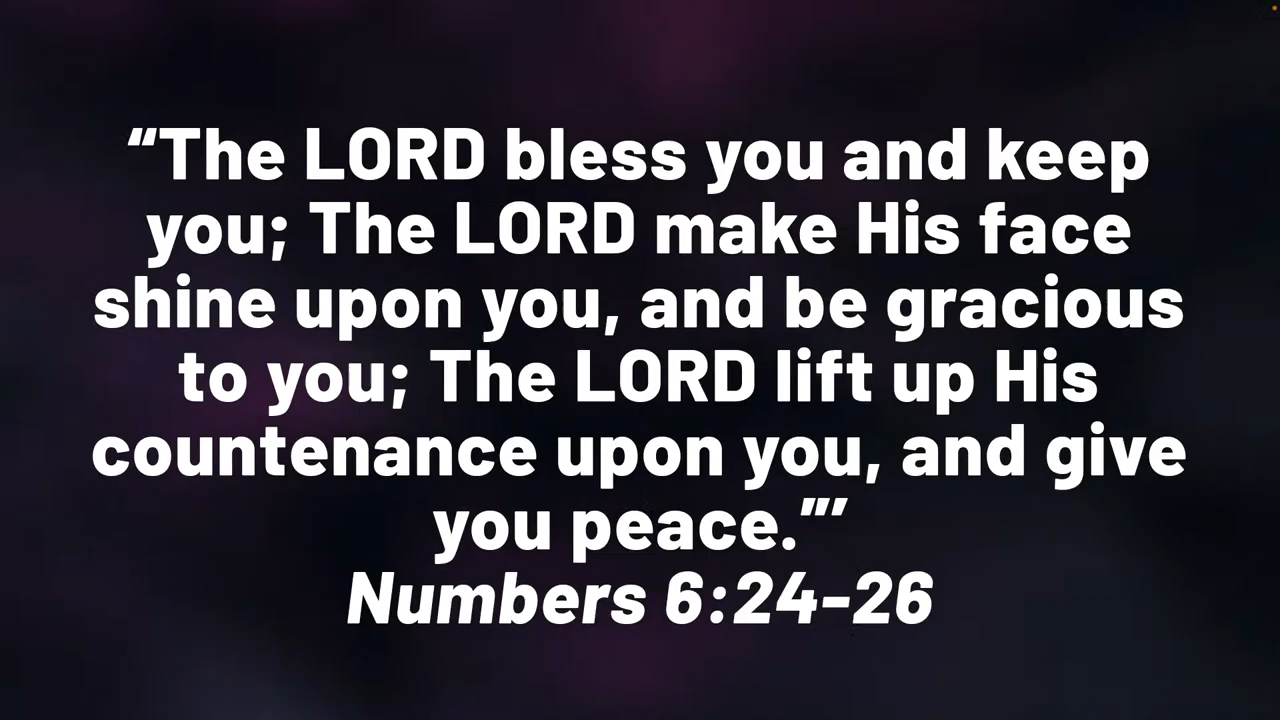 “The LORD bless you and keep
you; The LORD make His face
shine upon you, and be gracious
to you; The LORD lift up His
countenance upon you, and give
you peace.”’
Numbers 6:24-26